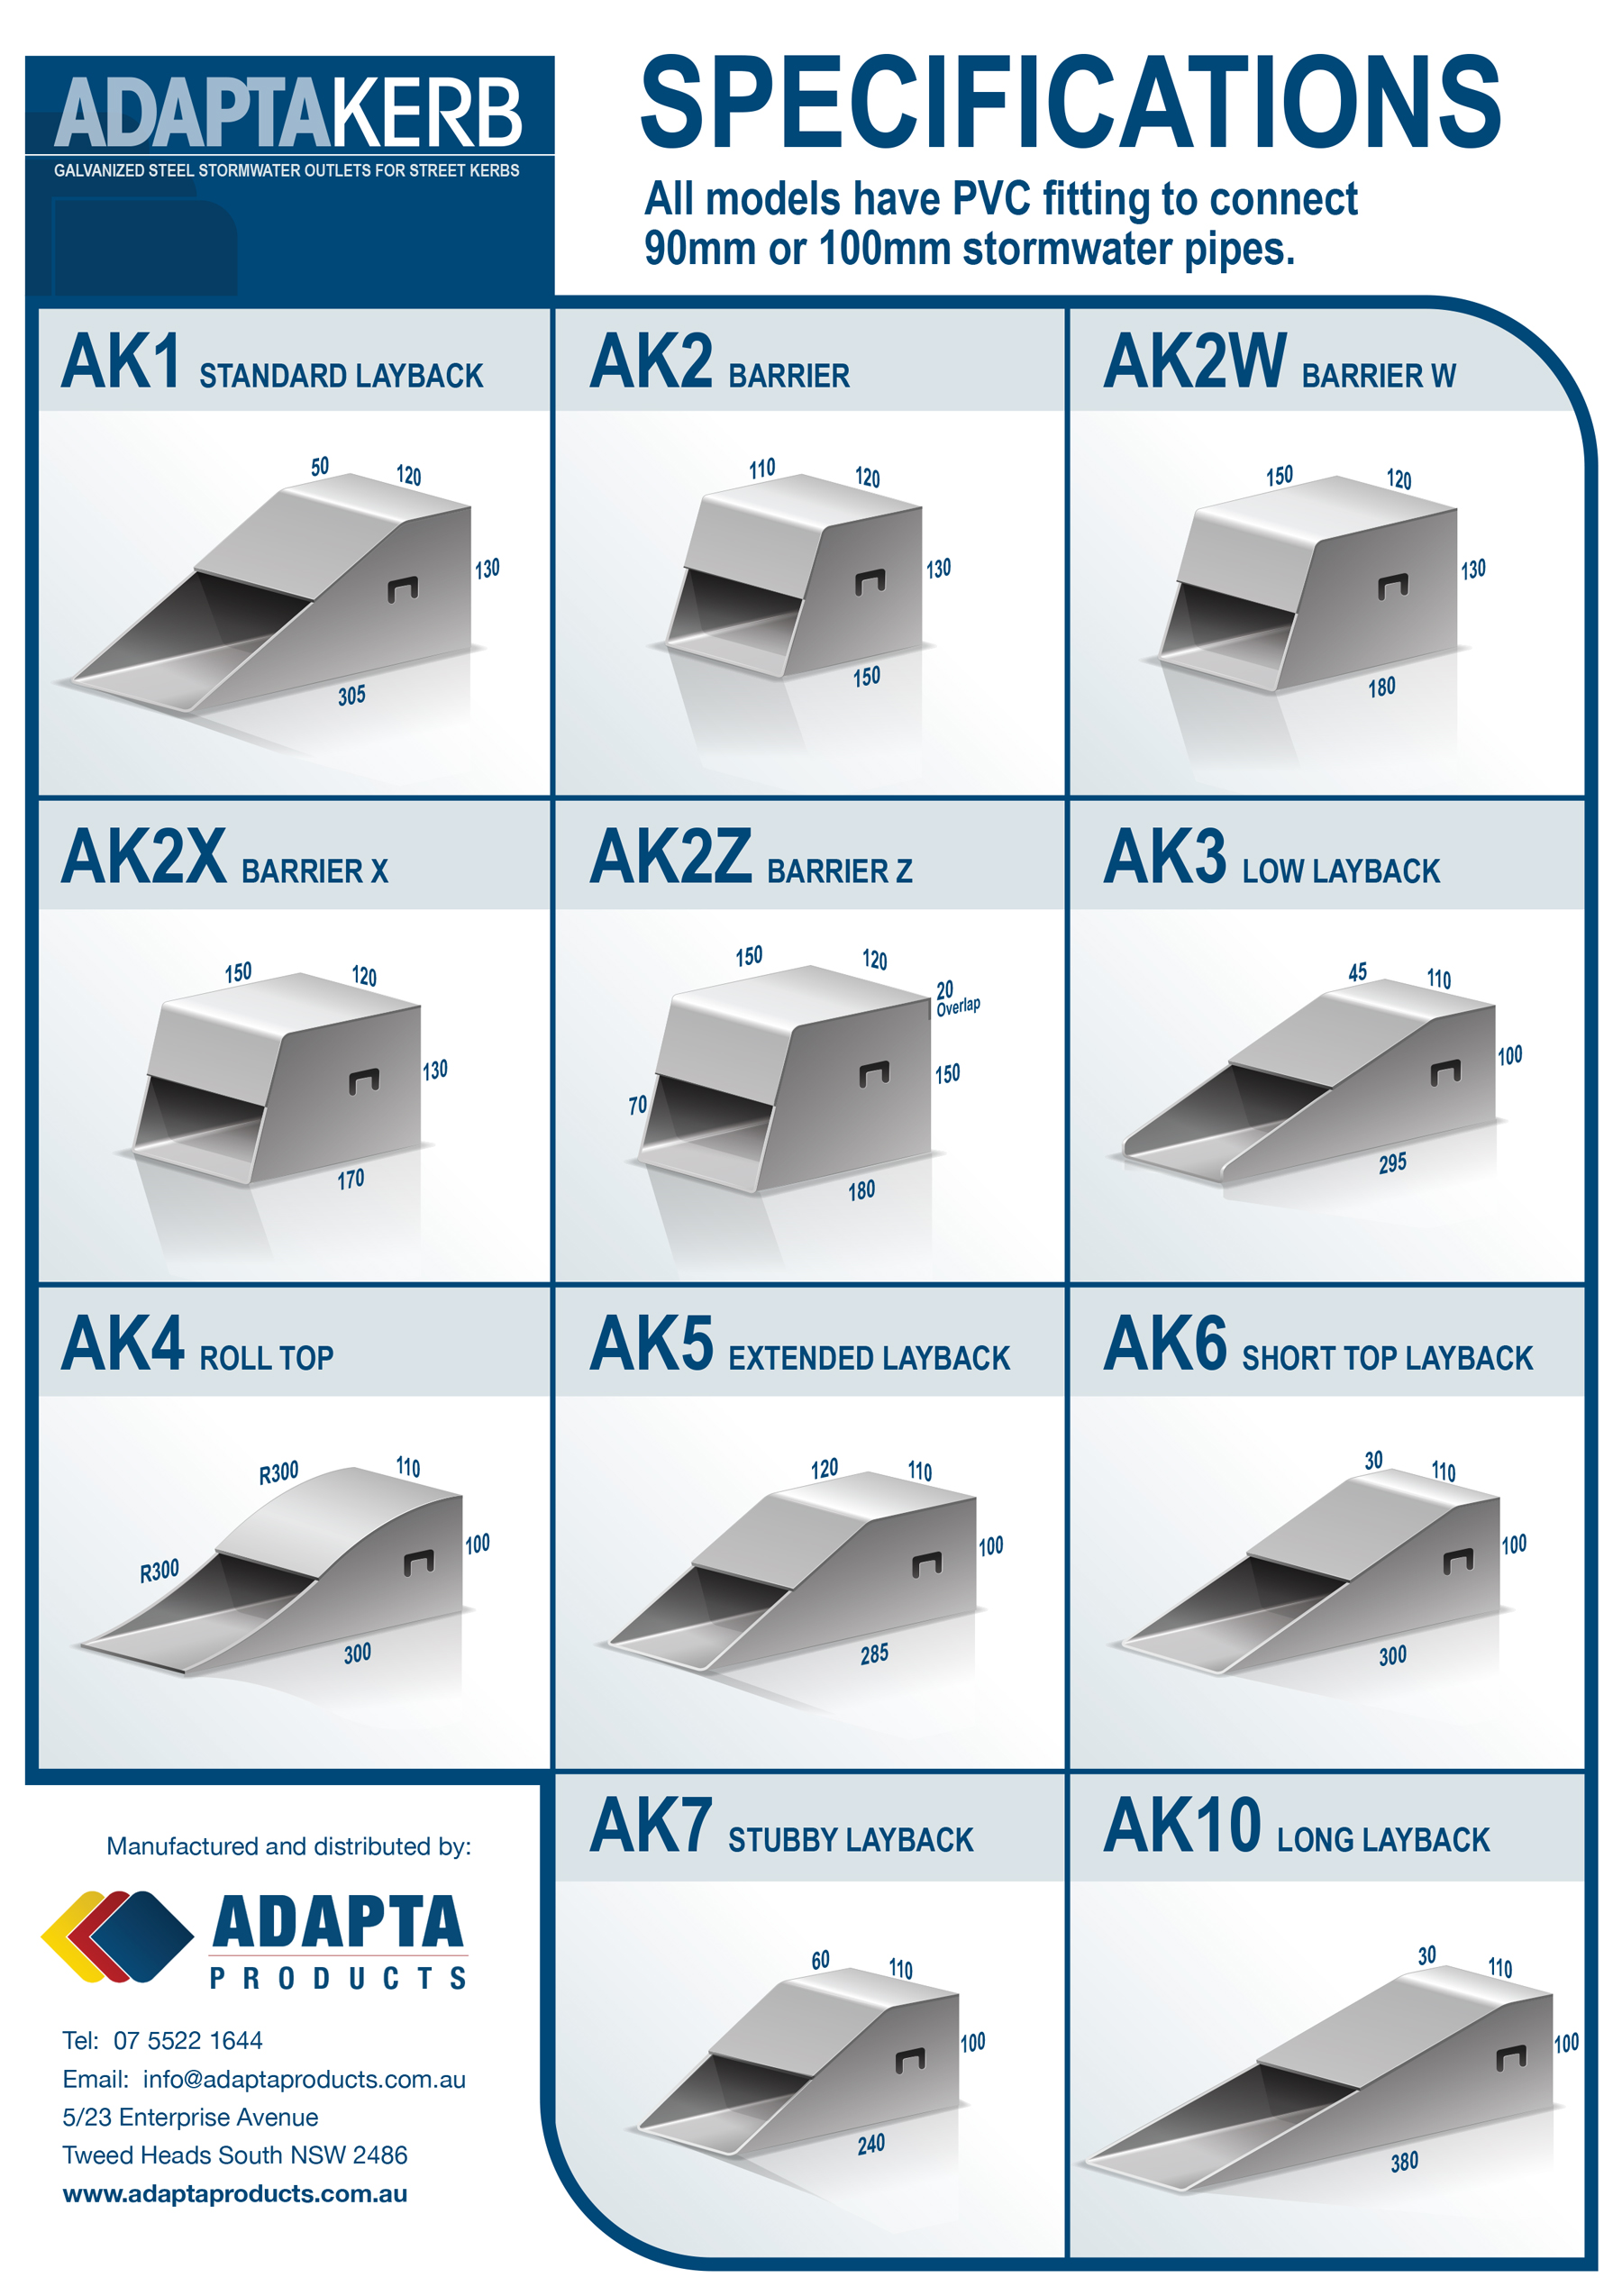 ADAPTAKERB
GALVANIZED STEEL STORMWATER OUTLETS FOR STREET KERBS
SPECIFICATIONS
All models have PVC fitting to connect
90mm or 100mm stormwater pipes.
AK1 STANDARD LAYBACK
50
120
130
305
AK2 BARRIER
110
120
130
150
AK2W BARRIER W
150
120
130
180
AK2X BARRIER X
150
120
130
170
AK2Z BARRIER Z
150
120
20
Overlap
150
70
180
AK3 LOW LAYBACK
45
110
100
295
AK4 ROLL TOP
R300
110
100
R300
300
AK5 EXTENDED LAYBACK
120
110
100
285
AK6 SHORT TOP LAYBACK
30
110
100
300
AK7 STUBBY LAYBACK
60
110
100
240
AK10 LONG LAYBACK
30
110
100
380
Manufactured and distributed by:
ADAPTA
PRODUCTS
Tel: 07 5522 1644
Email: info@adaptaproducts.com.au
5/23 Enterprise Avenue
Tweed Heads South NSW 2486
www.adaptaproducts.com.au